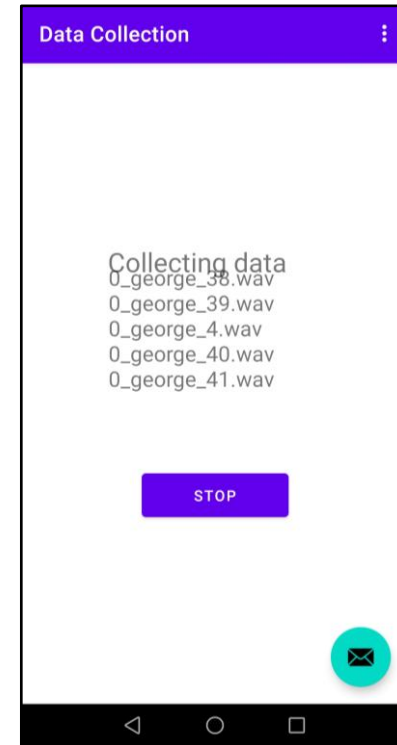 Data Collection
Collecting data
0_george_38.wav
0_george_39.wav
0_george_4.wav
0_george_40.wav
0_george_41.wav
STOP